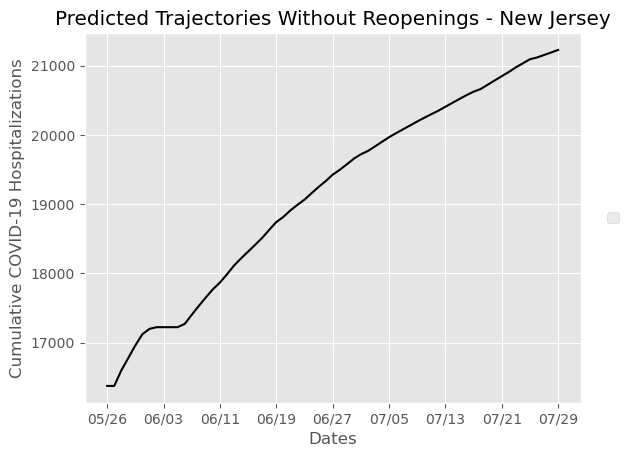 Predicted Trajectories Without Reopenings - New Jersey
Cumulative COVID-19 Hospitalizations
21000
20000
19000
18000
17000
05/26 06/03 06/11 06/19 06/27 07/05 07/13 07/21 07/29
Dates